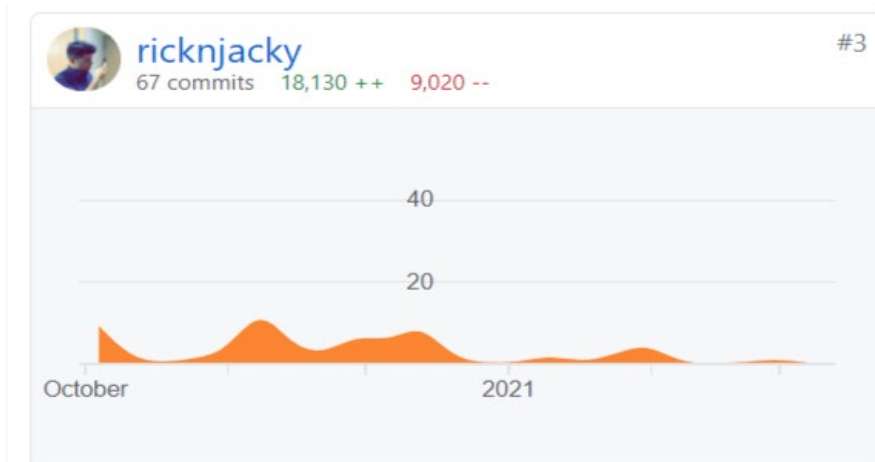 ricknjacky #3
67 commits 18,130 ++ 9,020 --
40
20
October 2021